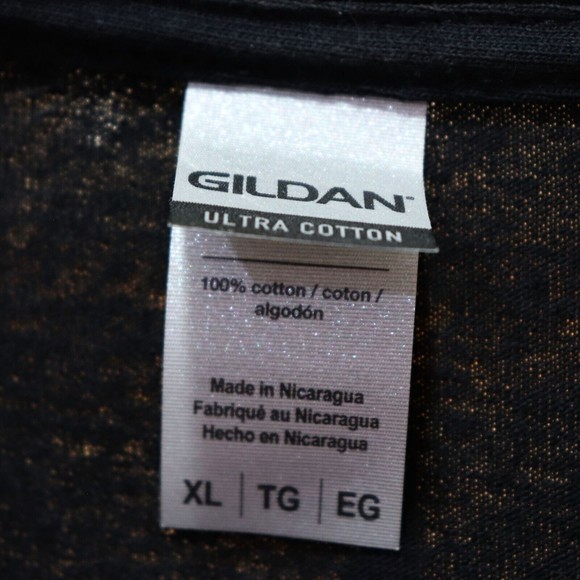 GILDAN
ULTRA COTTON
100% cotton / coton /
algodón
Made in Nicaragua
Fabriqué au Nicaragua
Hecho en Nicaragua
XL | TG | EG